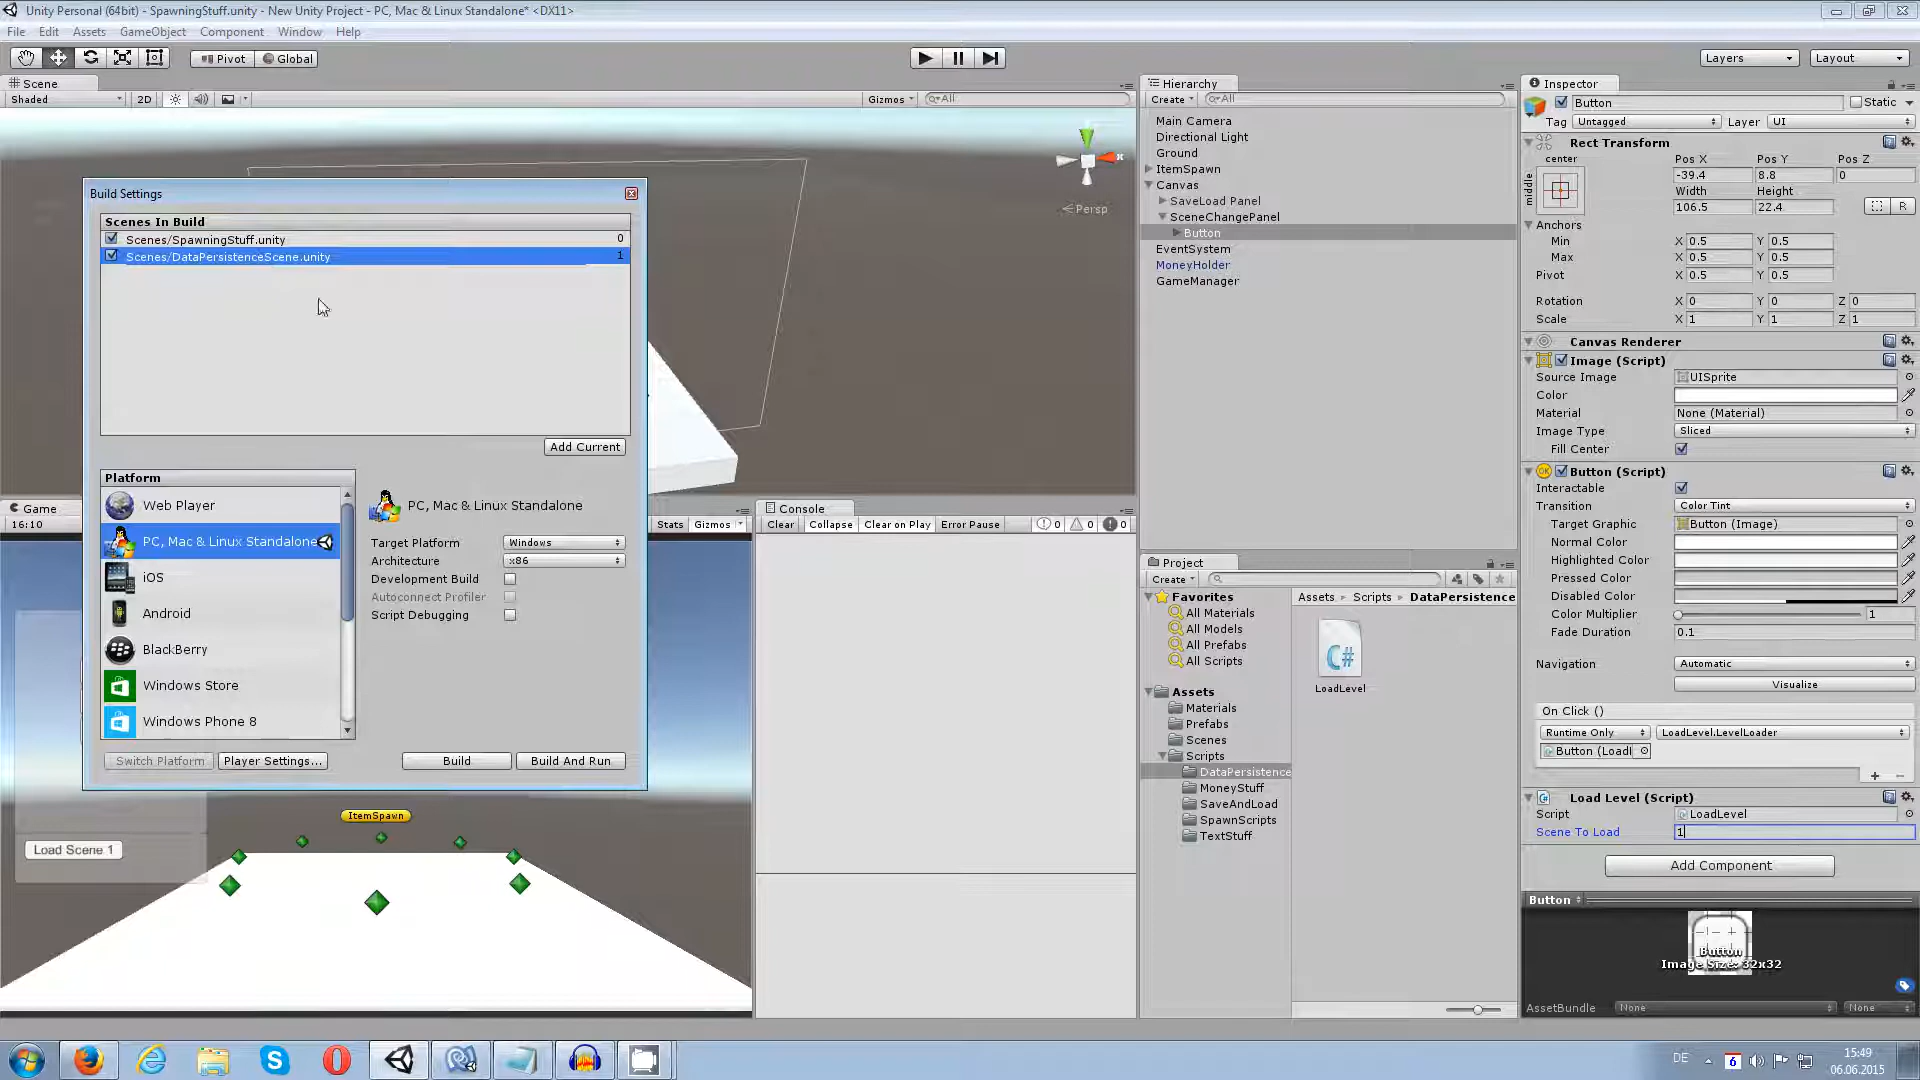 Unity Personal (64bit) - SpawningStuff.unity - New Unity Project - PC, Mac & Linux Standalone* <DX11>
File Edit Assets GameObject Component Window Help
Pivot Global
Layers Layout
Scene
Shaded 2D Gizmos All
Persp
Build Settings
Scenes In Build
Scenes/SpawningStuff.unity 0
Scenes/DataPersistenceScene.unity 1
Add Current
Platform
Web Player
PC, Mac & Linux Standalone
iOS
Android
BlackBerry
Windows Store
Windows Phone 8
PC, Mac & Linux Standalone
Target Platform Windows
Architecture x86
Development Build
Autoconnect Profiler
Script Debugging
Switch Platform Player Settings... Build Build And Run
Game
16:10
Stats Gizmos
ItemSpawn
Load Scene 1
Console
Clear Collapse Clear on Play Error Pause 0 0 0
Hierarchy
Create All
Main Camera
Directional Light
Ground
ItemSpawn
Canvas
SaveLoad Panel
SceneChangePanel
Button
EventSystem
MoneyHolder
GameManager
Project
Create
Favorites
All Materials
All Models
All Prefabs
All Scripts
Assets
Materials
Prefabs
Scenes
Scripts
DataPersistence
MoneyStuff
SaveAndLoad
SpawnScripts
TextStuff
Assets Scripts DataPersistence
C#
LoadLevel
Inspector
Button Static
Tag Untagged Layer UI
Rect Transform
center
middle
Pos X Pos Y Pos Z
-39.4 8.8 0
Width Height
106.5 22.4 R
Anchors
Min X 0.5 Y 0.5
Max X 0.5 Y 0.5
Pivot X 0.5 Y 0.5
Rotation X 0 Y 0 Z 0
Scale X 1 Y 1 Z 1
Canvas Renderer
Image (Script)
Source Image UISprite
Color
Material None (Material)
Image Type Sliced
Fill Center
Button (Script)
Interactable
Transition Color Tint
Target Graphic Button (Image)
Normal Color
Highlighted Color
Pressed Color
Disabled Color
Color Multiplier 1
Fade Duration 0.1
Navigation Automatic
Visualize
On Click ()
Runtime Only LoadLevel.LevelLoader
Button (Loadl
Load Level (Script)
Script LoadLevel
Scene To Load 1
Add Component
Button
Button
Image Size: 32x32
AssetBundle None None
DE 6 15:49
06.06.2015